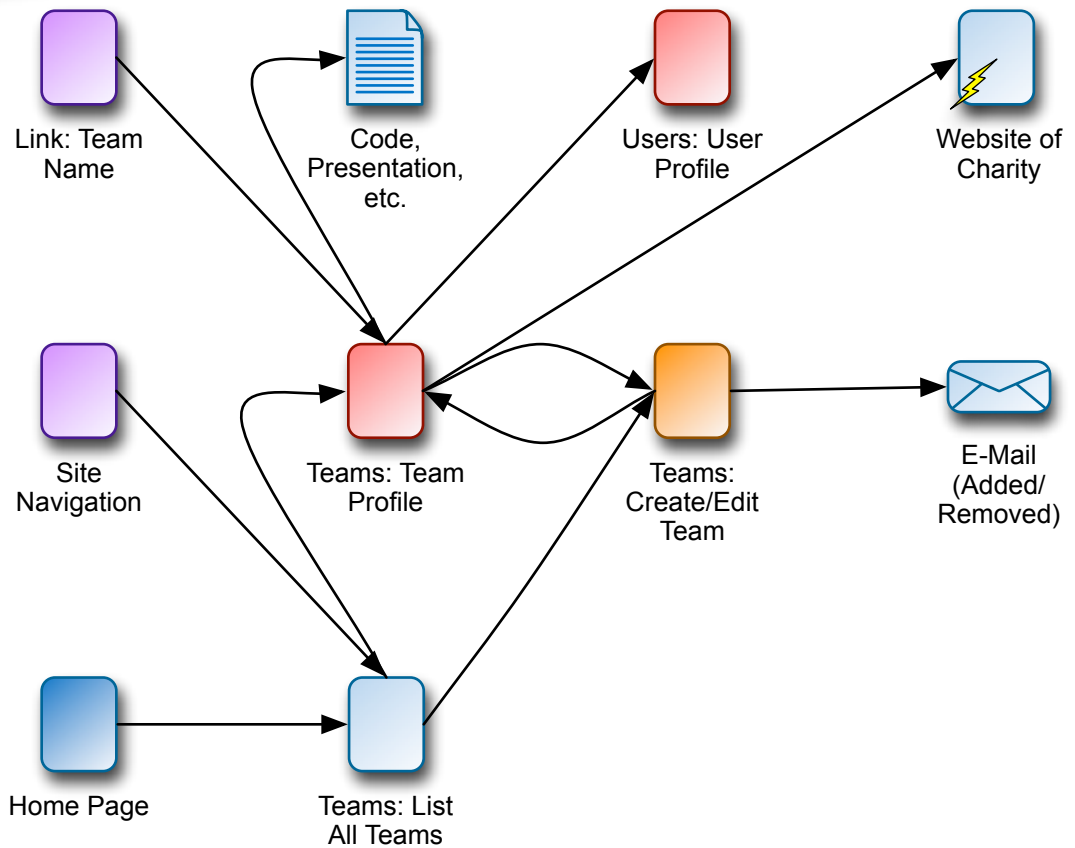 Link: Team
Name
Code,
Presentation,
etc.
Users: User
Profile
Website of
Charity
Site
Navigation
Teams: Team
Profile
Teams:
Create/Edit
Team
E-Mail
(Added/
Removed)
Home Page
Teams: List
All Teams